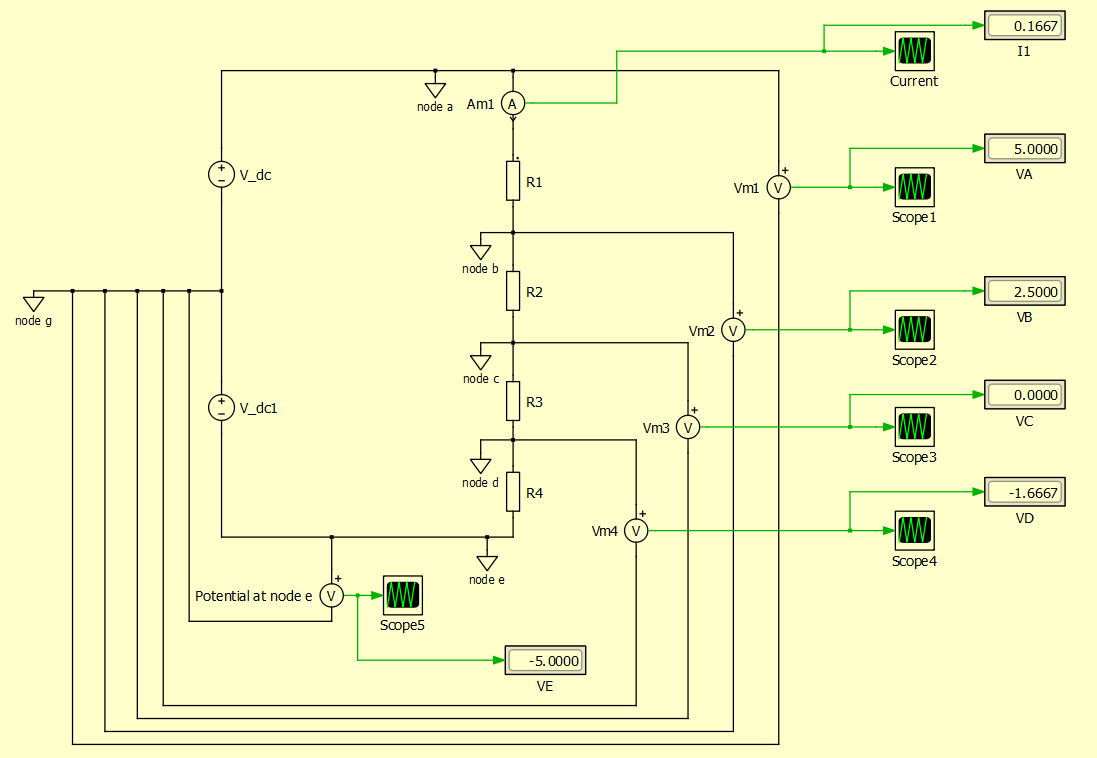 0.1667
I1
Current
node a
Am1
A
V_dc
R1
5.0000
VA
Vm1
V
Scope1
node b
node g
R2
2.5000
VB
Vm2
V
Scope2
node c
V_dc1
R3
0.0000
VC
Vm3
V
Scope3
node d
R4
-1.6667
VD
Vm4
V
Scope4
node e
Potential at node e
V
Scope5
-5.0000
VE